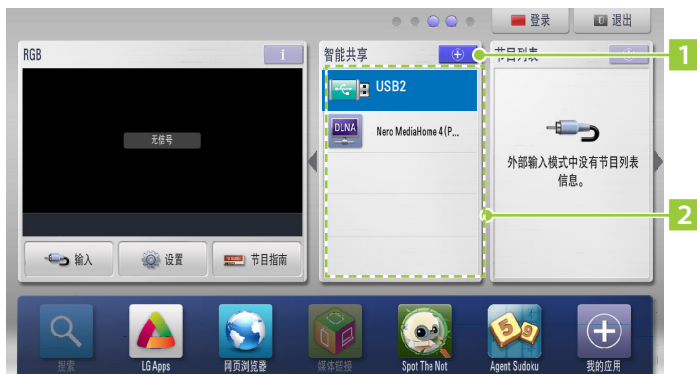 登录
退出
RGB
i
智能共享
节目列表
1
USB2
DLNA
Nero MediaHome 4 (P...
无信号
外部输入模式中没有节目列表
信息。
2
输入
设置
节目指南
5 9
搜索
LG Apps
网页浏览器
媒体链接
Spot The Not
Agent Sudoku
我的应用